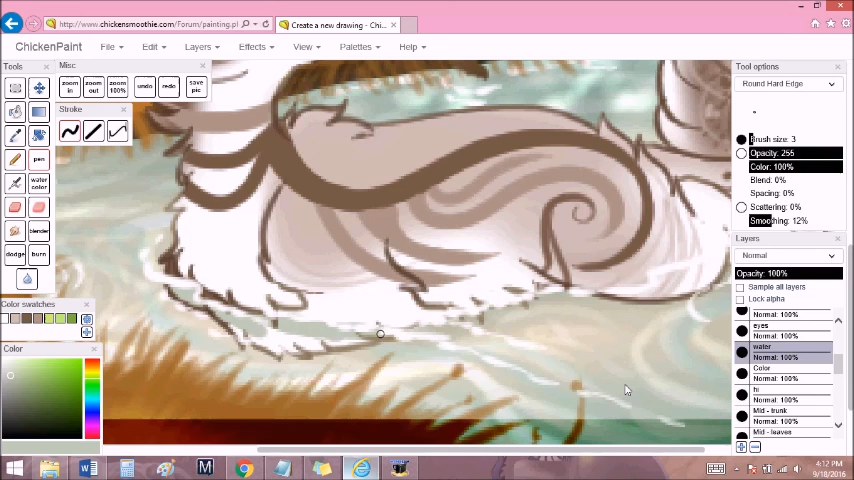 http://www.chickensmoothie.com/Forum/painting.pl
Create a new drawing - Chi...
ChickenPaint
File
Edit
Layers
Effects
View
Palettes
Help
Tools
pen
water
color
blender
dodge
burn
Misc
zoom
in
zoom
out
zoom
100%
undo
redo
save
pic
Stroke
Color swatches
Color
Tool options
Round Hard Edge
Brush size: 3
Opacity: 255
Color: 100%
Blend: 0%
Spacing: 0%
Scattering: 0%
Smoothing: 12%
Layers
Normal
Opacity: 100%
Sample all layers
Lock alpha
Normal: 100%
eyes
Normal: 100%
water
Normal: 100%
Color
Normal: 100%
hi
Normal: 100%
Mid - trunk
Normal: 100%
Mid - leaves
4:12 PM
9/18/2016